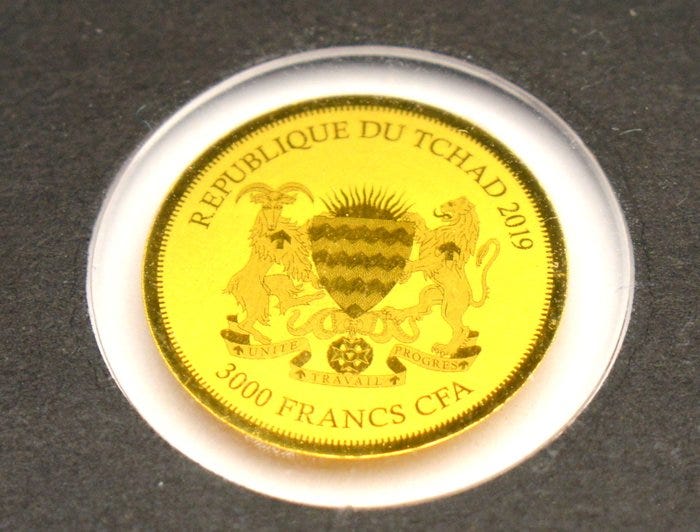 REPUBLIQUE DU TCHAD 2019
UNITE TRAVAIL PROGRES
3000 FRANCS CFA